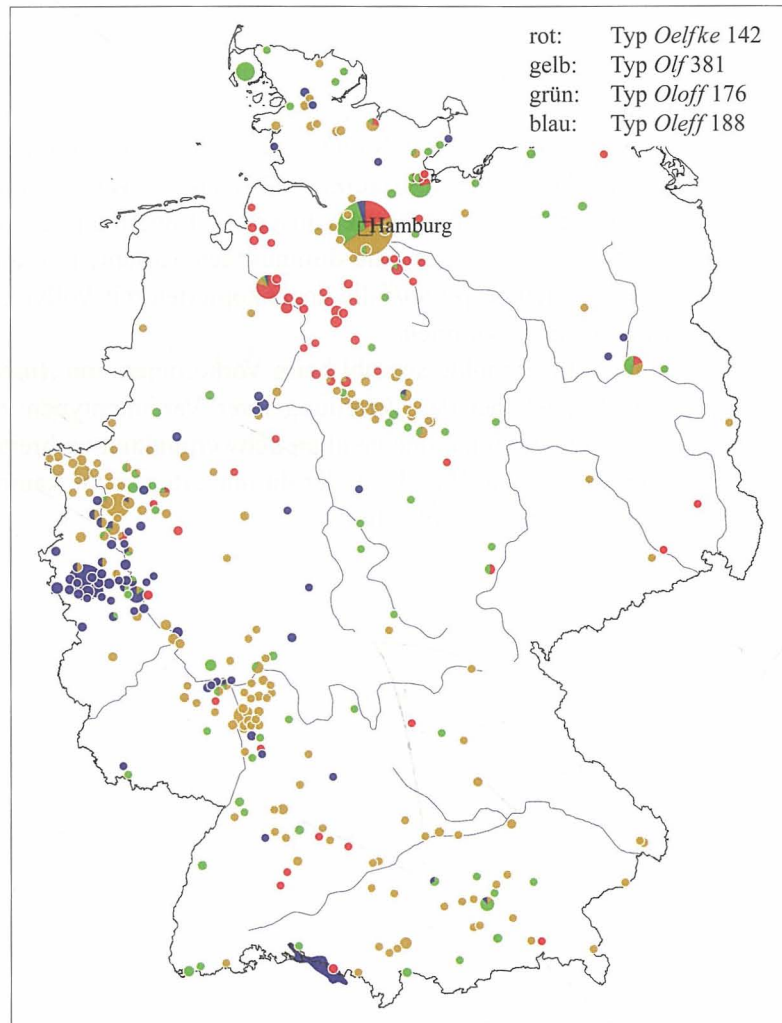 rot: Typ Oelfke 142
gelb: Typ Olf 381
grün: Typ Oloff 176
blau: Typ Oleff 188
Hamburg